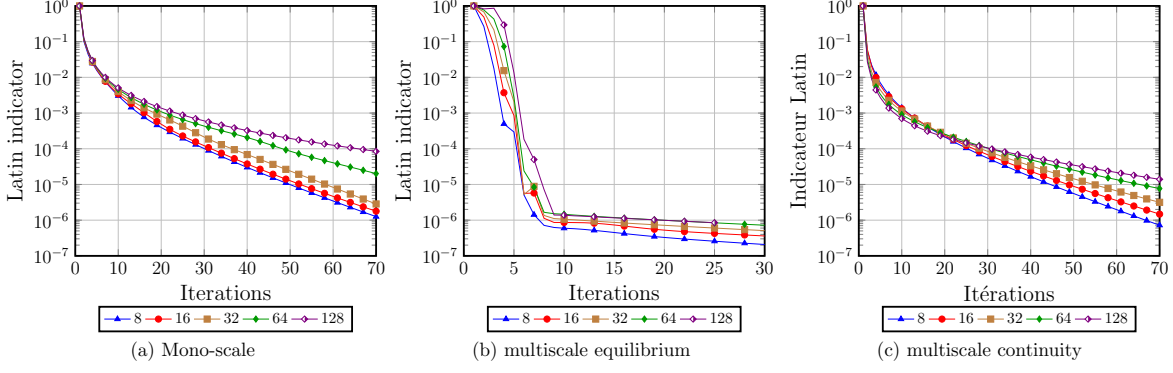 10^0
10^−1
10^−2
10^−3
10^−4
10^−5
10^−6
10^−7
Latin indicator
0 10 20 30 40 50 60 70
Iterations
8 16 32 64 128
(a) Mono-scale
10^0
10^−1
10^−2
10^−3
10^−4
10^−5
10^−6
10^−7
Latin indicator
0 5 10 15 20 25 30
Iterations
8 16 32 64 128
(b) multiscale equilibrium
10^0
10^−1
10^−2
10^−3
10^−4
10^−5
10^−6
10^−7
Indicateur Latin
0 10 20 30 40 50 60 70
Itérations
8 16 32 64 128
(c) multiscale continuity